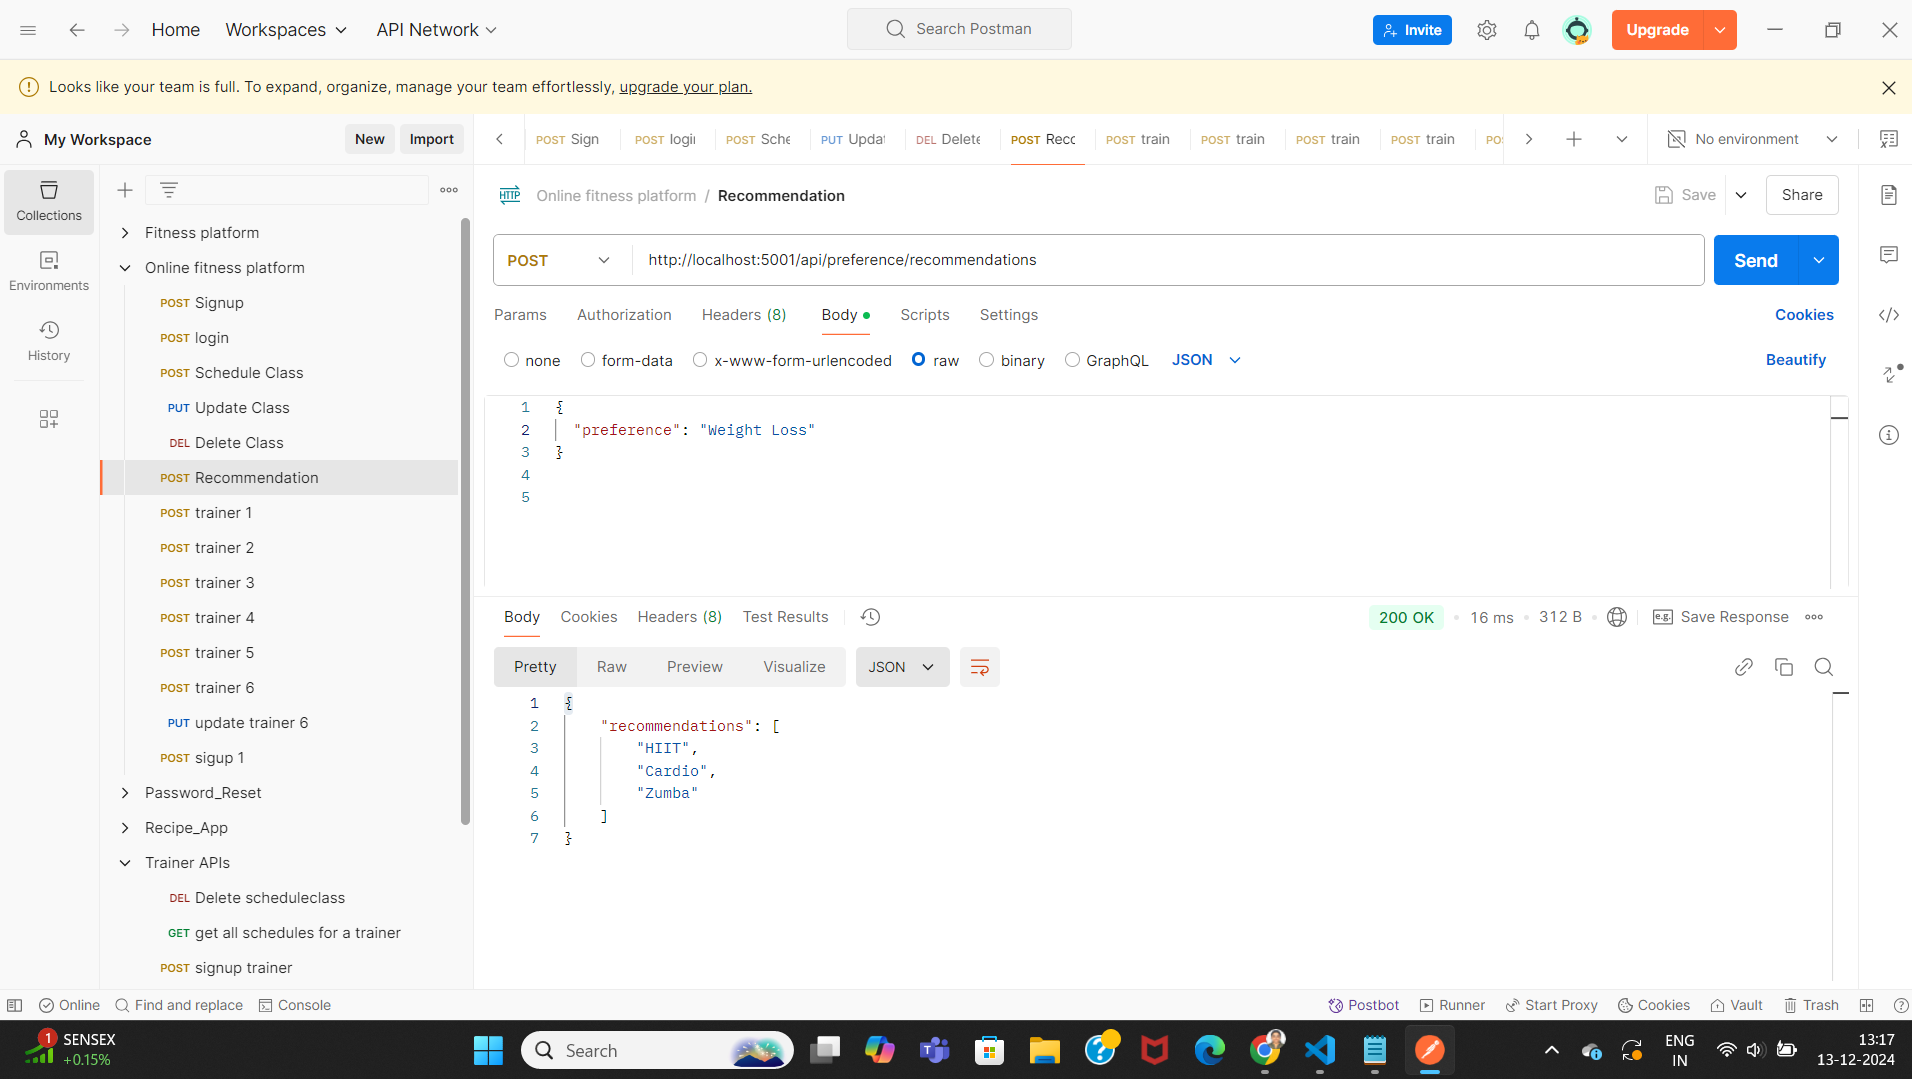 Home
Workspaces
API Network
Search Postman
Invite
Upgrade
Looks like your team is full. To expand, organize, manage your team effortlessly, upgrade your plan.
My Workspace
New
Import
POST Sign
POST login
POST Sche
PUT Updat
DEL Delete
POST Reco
POST train
POST train
POST train
POST train
No environment
Collections
Environments
History
Fitness platform
Online fitness platform
POST Signup
POST login
POST Schedule Class
PUT Update Class
DEL Delete Class
POST Recommendation
POST trainer 1
POST trainer 2
POST trainer 3
POST trainer 4
POST trainer 5
POST trainer 6
PUT update trainer 6
POST sigup 1
Password_Reset
Recipe_App
Trainer APIs
DEL Delete scheduleclass
GET get all schedules for a trainer
POST signup trainer
HTTP Online fitness platform / Recommendation
Save
Share
POST http://localhost:5001/api/preference/recommendations
Send
Params Authorization Headers (8) Body Scripts Settings
Cookies
none form-data x-www-form-urlencoded raw binary GraphQL JSON
Beautify
1 {
2 "preference": "Weight Loss"
3 }
4
5
Body Cookies Headers (8) Test Results
200 OK 16 ms 312 B e.g. Save Response
Pretty Raw Preview Visualize JSON
1 {
2 "recommendations": [
3 "HIIT",
4 "Cardio",
5 "Zumba"
6 ]
7 }
Online Find and replace Console
Postbot Runner Start Proxy Cookies Vault Trash
1
SENSEX
+0.15%
Search
ENG
IN
13:17
13-12-2024